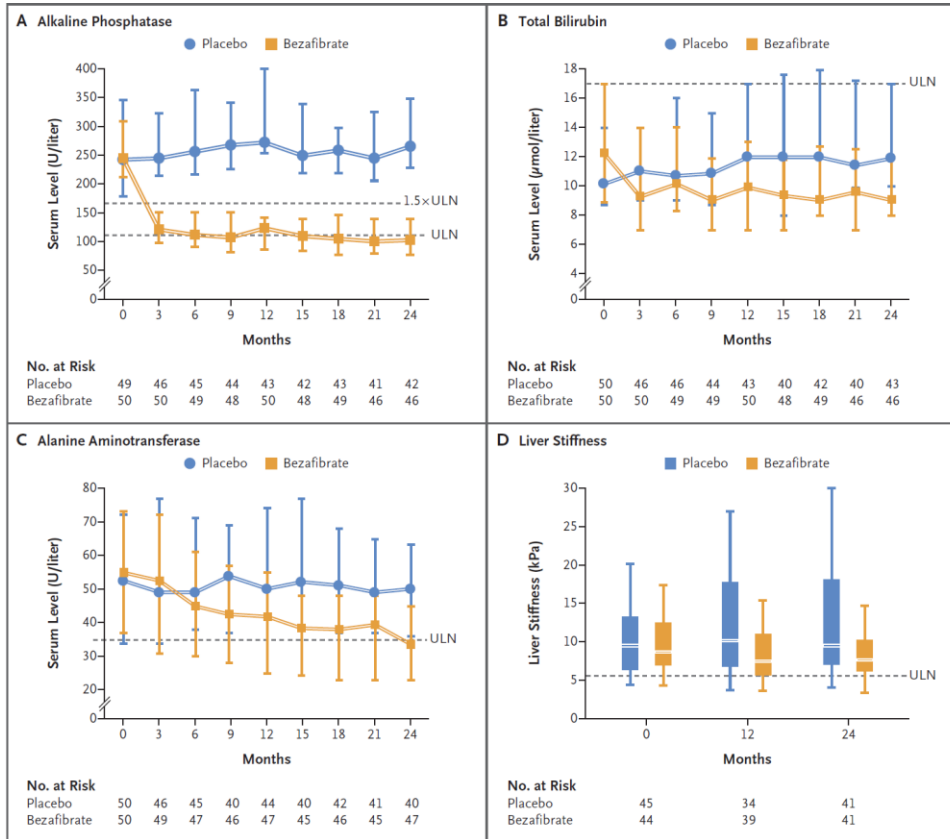 A Alkaline Phosphatase
Placebo Bezafibrate
Serum Level (U/liter)
400
350
300
250
200
150
100
50
0
1.5×ULN
ULN
0 3 6 9 12 15 18 21 24
Months
No. at Risk
Placebo 49 46 45 44 43 42 43 41 42
Bezafibrate 50 50 49 48 50 48 49 46 46
B Total Bilirubin
Placebo Bezafibrate
Serum Level (µmol/liter)
18
16
14
12
10
8
6
4
0
ULN
0 3 6 9 12 15 18 21 24
Months
No. at Risk
Placebo 50 46 46 44 43 40 42 40 43
Bezafibrate 50 50 49 49 50 48 49 46 46
C Alanine Aminotransferase
Placebo Bezafibrate
Serum Level (U/liter)
80
70
60
50
40
30
20
0
ULN
0 3 6 9 12 15 18 21 24
Months
No. at Risk
Placebo 50 46 45 40 44 40 42 41 40
Bezafibrate 50 49 47 46 47 45 46 45 47
D Liver Stiffness
Placebo Bezafibrate
Liver Stiffness (kPa)
30
25
20
15
10
5
0
ULN
0 12 24
Months
No. at Risk
Placebo 45 34 41
Bezafibrate 44 39 41